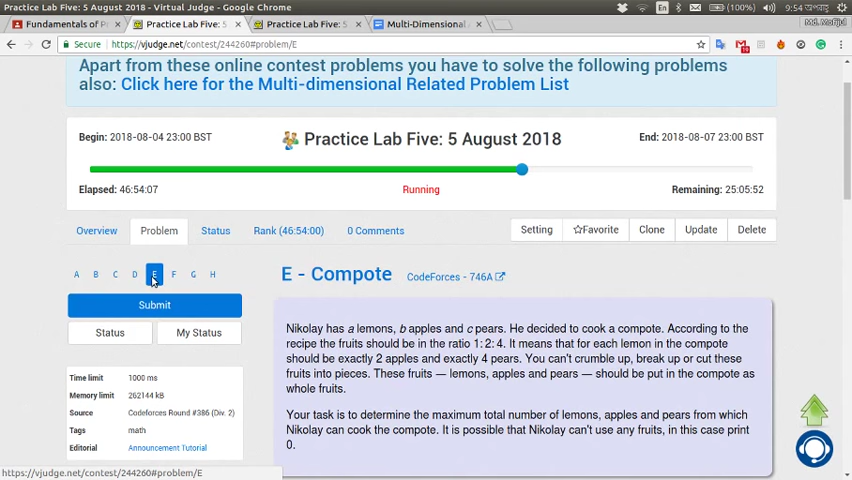 Practice Lab Five: 5 August 2018 - Virtual Judge - Google Chrome
En
(100%)
9:54 অপরাহ্ণ
Fundamentals of Pr
Practice Lab Five: 5
Practice Lab Five: 5
Multi-Dimensional A
Secure
https://vjudge.net/contest/244260#problem/E
Apart from these online contest problems you have to solve the following problems
also: Click here for the Multi-dimensional Related Problem List
Begin: 2018-08-04 23:00 BST
Practice Lab Five: 5 August 2018
End: 2018-08-07 23:00 BST
Elapsed: 46:54:07
Running
Remaining: 25:05:52
Overview
Problem
Status
Rank (46:54:00)
0 Comments
Setting
☆Favorite
Clone
Update
Delete
A B C D E F G H
E - Compote
CodeForces - 746A
Submit
Status
My Status
Nikolay has a lemons, b apples and c pears. He decided to cook a compote. According to the
recipe the fruits should be in the ratio 1: 2: 4. It means that for each lemon in the compote
should be exactly 2 apples and exactly 4 pears. You can't crumble up, break up or cut these
fruits into pieces. These fruits — lemons, apples and pears — should be put in the compote as
whole fruits.
Your task is to determine the maximum total number of lemons, apples and pears from which
Nikolay can cook the compote. It is possible that Nikolay can't use any fruits, in this case print
0.
Time limit
1000 ms
Memory limit
262144 kB
Source
Codeforces Round #386 (Div. 2)
Tags
math
Editorial
Announcement Tutorial
https://vjudge.net/contest/244260#problem/E